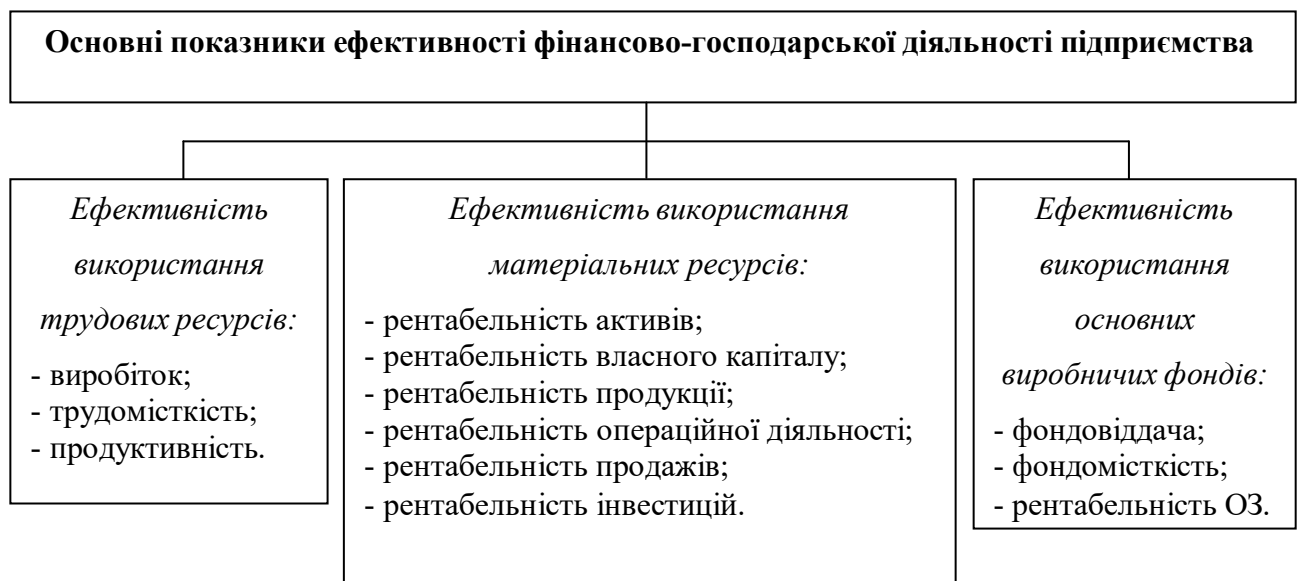 Основні показники ефективності фінансово-господарської діяльності підприємства
Ефективність
використання
трудових ресурсів:
- виробіток;
- трудомісткість;
- продуктивність.
Ефективність використання
матеріальних ресурсів:
- рентабельність активів;
- рентабельність власного капіталу;
- рентабельність продукції;
- рентабельність операційної діяльності;
- рентабельність продажів;
- рентабельність інвестицій.
Ефективність
використання
основних
виробничих фондів:
- фондовіддача;
- фондомісткість;
- рентабельність ОЗ.